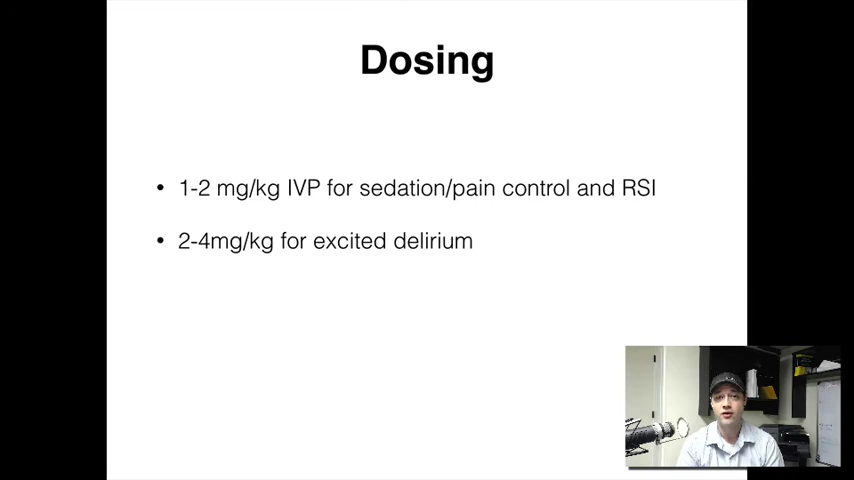 Dosing
• 1-2 mg/kg IVP for sedation/pain control and RSI
• 2-4mg/kg for excited delirium